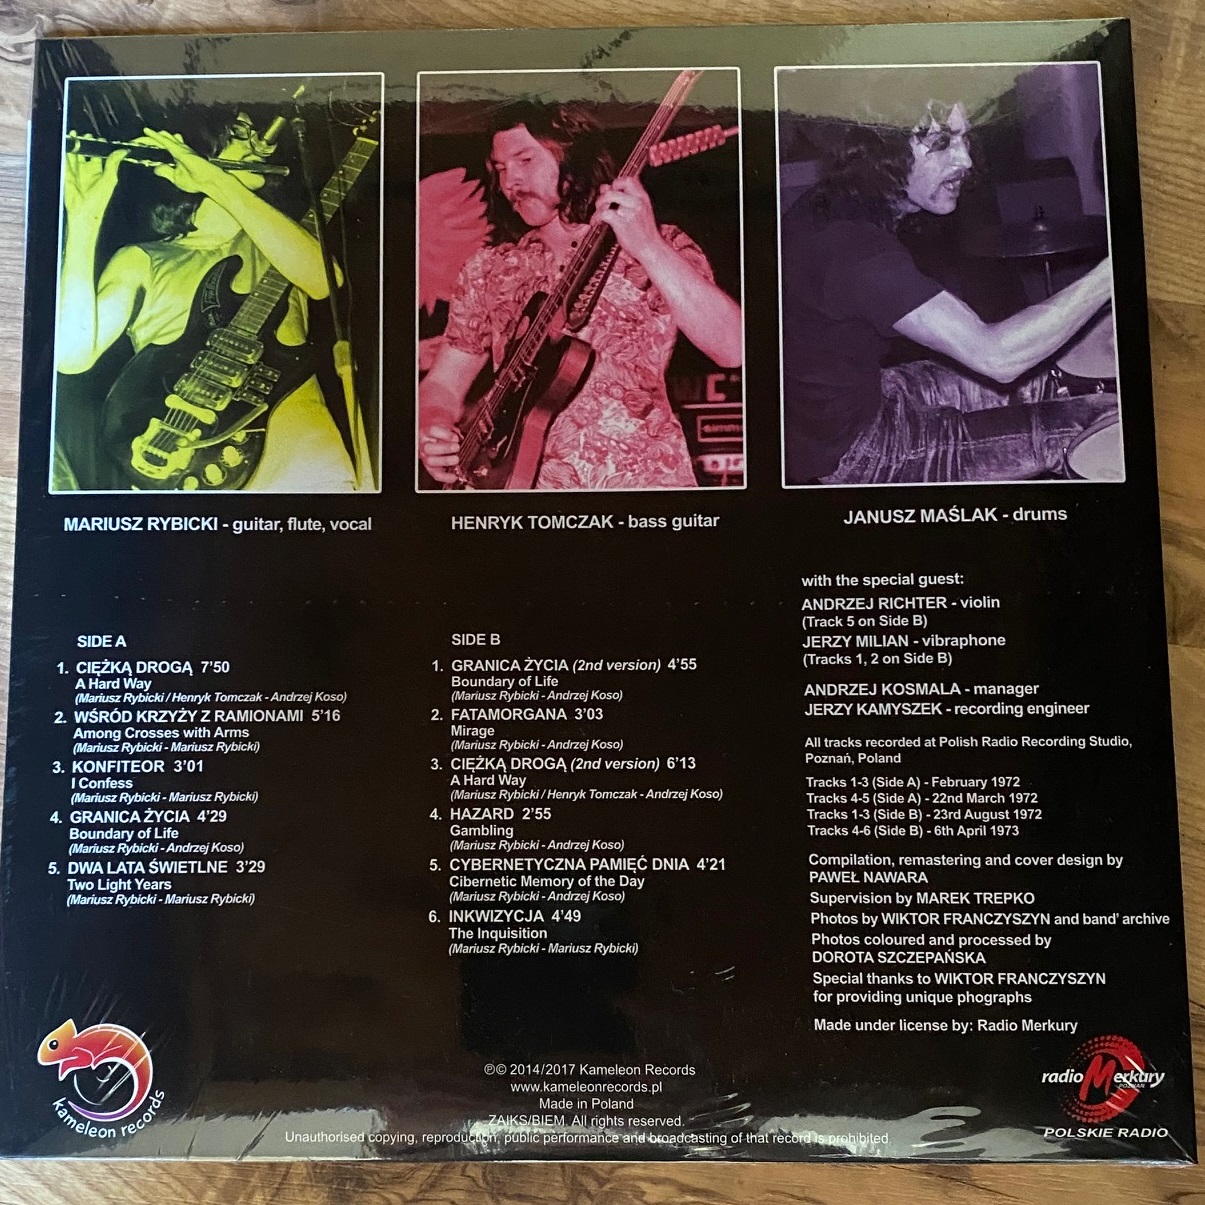 MARIUSZ RYBICKI - guitar, flute, vocal
HENRYK TOMCZAK - bass guitar
JANUSZ MAŚLAK - drums
SIDE A
1. CIĘŻKĄ DROGĄ 7'50
A Hard Way
(Mariusz Rybicki / Henryk Tomczak - Andrzej Koso)
2. WŚRÓD KRZYŻY Z RAMIONAMI 5'16
Among Crosses with Arms
(Mariusz Rybicki - Mariusz Rybicki)
3. KONFITEOR 3'01
I Confess
(Mariusz Rybicki - Mariusz Rybicki)
4. GRANICA ŻYCIA 4'29
Boundary of Life
(Mariusz Rybicki - Andrzej Koso)
5. DWA LATA ŚWIETLNE 3'29
Two Light Years
(Mariusz Rybicki - Mariusz Rybicki)
SIDE B
1. GRANICA ŻYCIA (2nd version) 4'55
Boundary of Life
(Mariusz Rybicki - Andrzej Koso)
2. FATAMORGANA 3'03
Mirage
(Mariusz Rybicki - Andrzej Koso)
3. CIĘŻKĄ DROGĄ (2nd version) 6'13
A Hard Way
(Mariusz Rybicki / Henryk Tomczak - Andrzej Koso)
4. HAZARD 2'55
Gambling
(Mariusz Rybicki - Andrzej Koso)
5. CYBERNETYCZNA PAMIĘĆ DNIA 4'21
Cibernetic Memory of the Day
(Mariusz Rybicki - Andrzej Koso)
6. INKWIZYCJA 4'49
The Inquisition
(Mariusz Rybicki - Mariusz Rybicki)
with the special guest:
ANDRZEJ RICHTER - violin
(Track 5 on Side B)
JERZY MILIAN - vibraphone
(Tracks 1, 2 on Side B)
ANDRZEJ KOSMALA - manager
JERZY KAMYSZEK - recording engineer
All tracks recorded at Polish Radio Recording Studio,
Poznań, Poland
Tracks 1-3 (Side A) - February 1972
Tracks 4-5 (Side A) - 22nd March 1972
Tracks 1-3 (Side B) - 23rd August 1972
Tracks 4-6 (Side B) - 6th April 1973
Compilation, remastering and cover design by
PAWEŁ NAWARA
Supervision by MAREK TREPKO
Photos by WIKTOR FRANCZYSZYN and band' archive
Photos coloured and processed by
DOROTA SZCZEPAŃSKA
Special thanks to WIKTOR FRANCZYSZYN
for providing unique phographs
Made under license by: Radio Merkury
kameleon records
℗© 2014/2017 Kameleon Records
www.kameleonrecords.pl
Made in Poland
ZAIKS/BIEM. All rights reserved.
Unauthorised copying, reproduction, public performance and broadcasting of that record is prohibited.
radio Merkury
POZNAŃ
POLSKIE RADIO